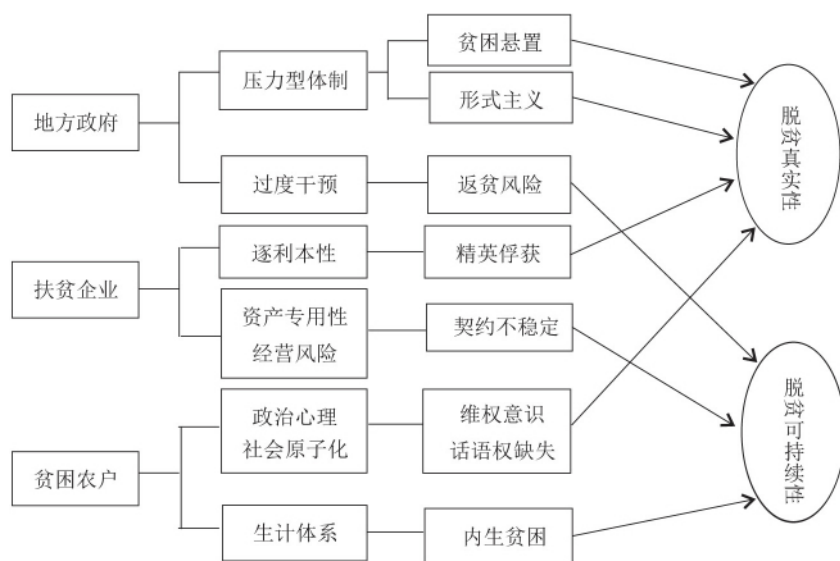 贫困悬置
压力型体制
形式主义
地方政府
脱贫真实性
过度干预
返贫风险
逐利本性
精英俘获
扶贫企业
资产专用性
经营风险
契约不稳定
政治心理
社会原子化
维权意识
话语权缺失
脱贫可持续性
贫困农户
生计体系
内生贫困